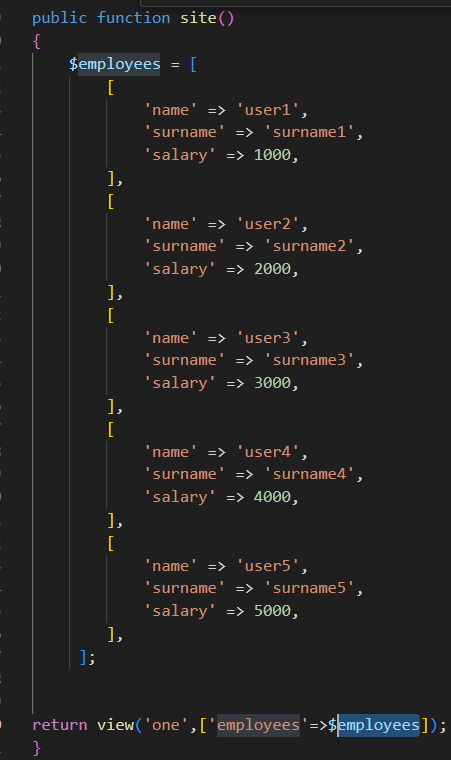 public function site()
{
$employees = [
[
'name' => 'user1',
'surname' => 'surname1',
'salary' => 1000,
],
[
'name' => 'user2',
'surname' => 'surname2',
'salary' => 2000,
],
[
'name' => 'user3',
'surname' => 'surname3',
'salary' => 3000,
],
[
'name' => 'user4',
'surname' => 'surname4',
'salary' => 4000,
],
[
'name' => 'user5',
'surname' => 'surname5',
'salary' => 5000,
],
];
return view('one',['employees'=>$employees]);
}